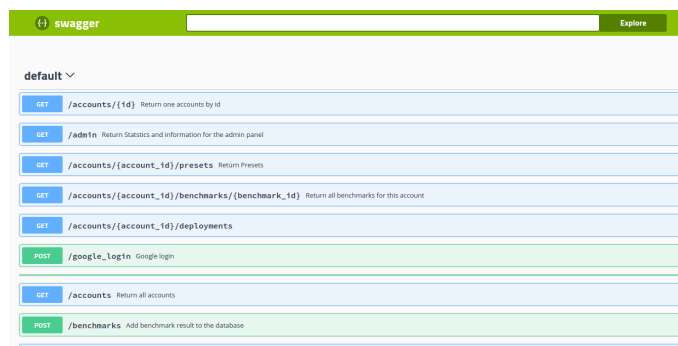 {-} swagger Explore
default
GET /accounts/{id} Return one accounts by id
GET /admin Return Statstics and information for the admin panel
GET /accounts/{account_id}/presets Return Presets
GET /accounts/{account_id}/benchmarks/{benchmark_id} Return all benchmarks for this account
GET /accounts/{account_id}/deployments
POST /google_login Google login
GET /accounts Return all accounts
POST /benchmarks Add benchmark result to the database